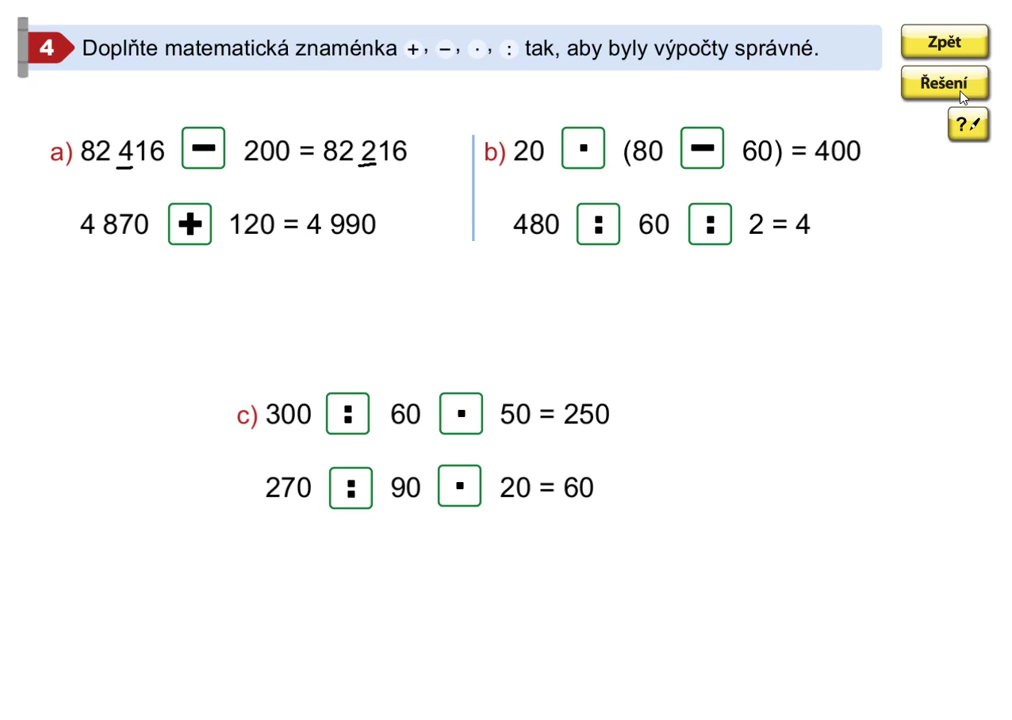 4 Doplňte matematická znaménka +, −, ·, : tak, aby byly výpočty správné.
Zpět
Řešení
?
a) 82 416 − 200 = 82 216
4 870 + 120 = 4 990
b) 20 · (80 − 60) = 400
480 : 60 : 2 = 4
c) 300 : 60 · 50 = 250
270 : 90 · 20 = 60